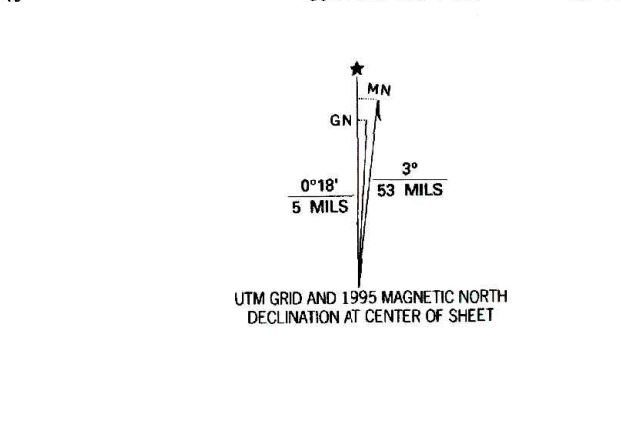 MN
GN
3°
53 MILS
0°18'
5 MILS
UTM GRID AND 1995 MAGNETIC NORTH
DECLINATION AT CENTER OF SHEET